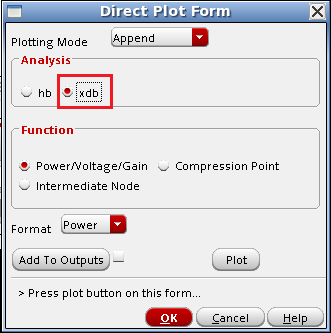 Direct Plot Form
Plotting Mode Append
Analysis
hb xdb
Function
Power/Voltage/Gain Compression Point
Intermediate Node
Format Power
Add To Outputs Plot
> Press plot button on this form...
OK Cancel Help